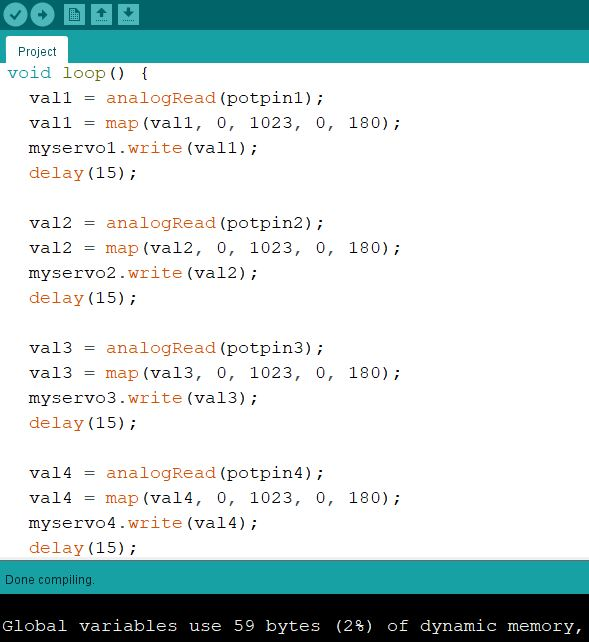 Project
void loop() {
  val1 = analogRead(potpin1);
  val1 = map(val1, 0, 1023, 0, 180);
  myservo1.write(val1);
  delay(15);

  val2 = analogRead(potpin2);
  val2 = map(val2, 0, 1023, 0, 180);
  myservo2.write(val2);
  delay(15);

  val3 = analogRead(potpin3);
  val3 = map(val3, 0, 1023, 0, 180);
  myservo3.write(val3);
  delay(15);

  val4 = analogRead(potpin4);
  val4 = map(val4, 0, 1023, 0, 180);
  myservo4.write(val4);
  delay(15);
Done compiling.
Global variables use 59 bytes (2%) of dynamic memory,